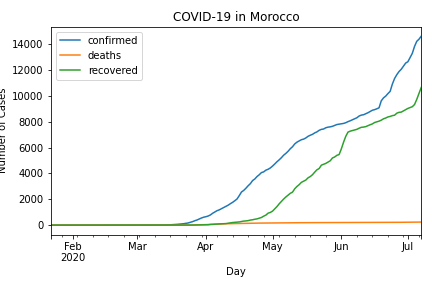 COVID-19 in Morocco
confirmed
deaths
recovered
14000
12000
10000
8000
6000
4000
2000
0
Number of Cases
Feb
2020
Mar
Apr
May
Jun
Jul
Day